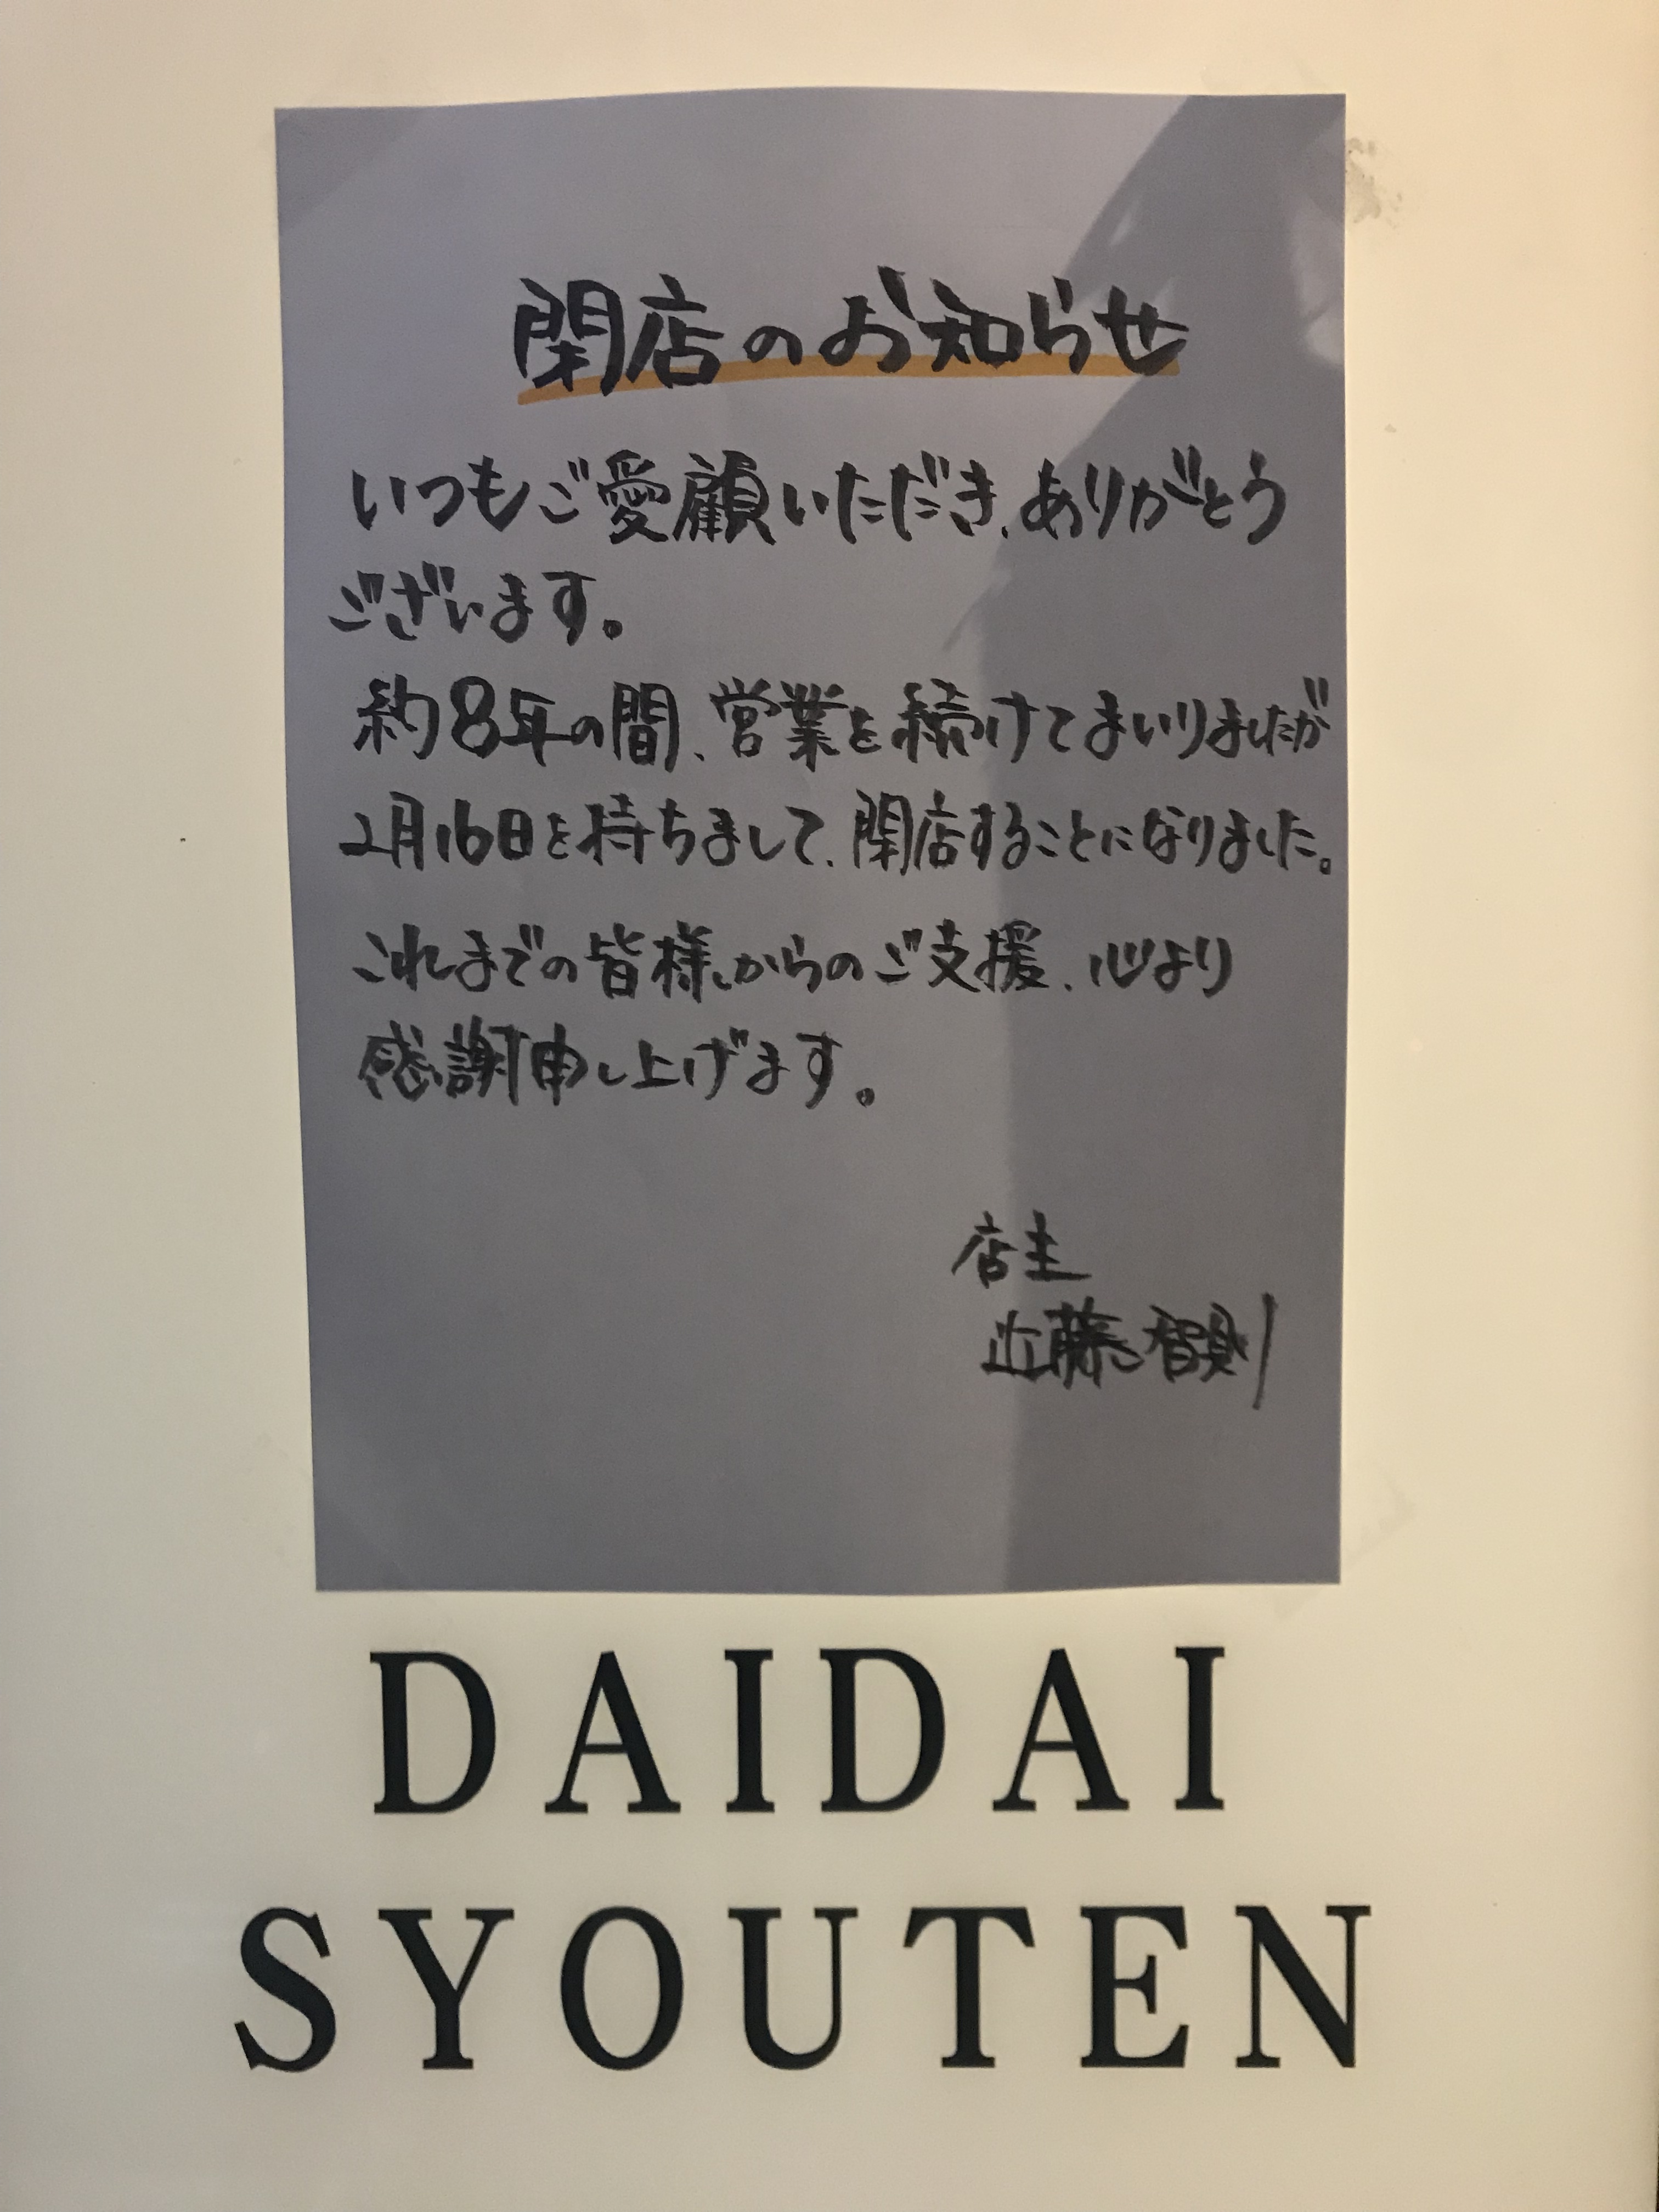 閉店のお知らせ
いつもご愛顧いただき、ありがとう
ございます。
約8年の間、営業を続けてまいりましたが
2月16日を持ちまして、閉店することになりました。
これまでの皆様からのご支援、心より
感謝申し上げます。
店主
近藤智則
DAIDAI
SYOUTEN